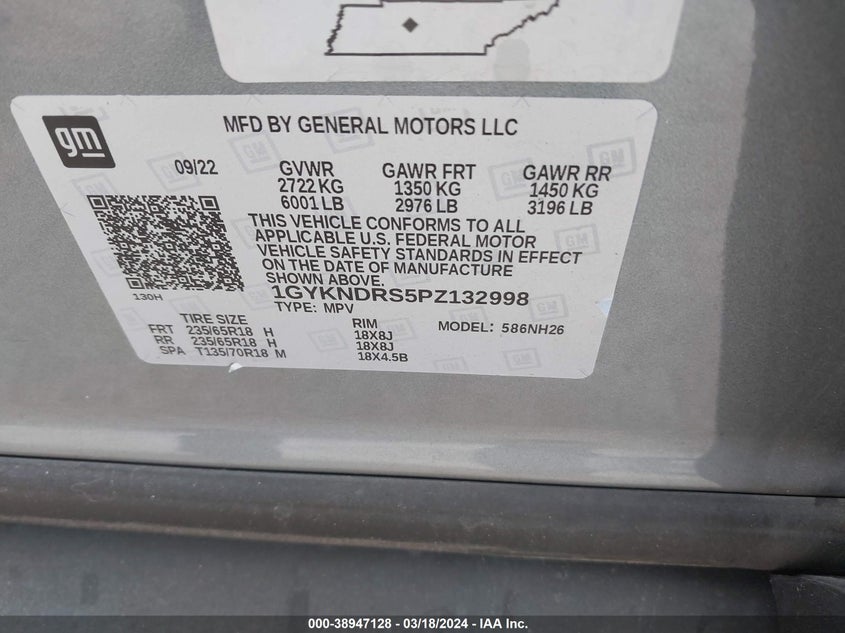 gm
MFD BY GENERAL MOTORS LLC
09/22 GVWR GAWR FRT GAWR RR
2722 KG 1350 KG 1450 KG
6001 LB 2976 LB 3196 LB
THIS VEHICLE CONFORMS TO ALL
APPLICABLE U.S. FEDERAL MOTOR
VEHICLE SAFETY STANDARDS IN EFFECT
ON THE DATE OF MANUFACTURE
SHOWN ABOVE.
130H
1GYKNDRS5PZ132998
TYPE: MPV
TIRE SIZE RIM MODEL: 586NH26
FRT 235/65R18 H 18X8J
RR 235/65R18 H 18X8J
SPA T135/70R18 M 18X4.5B
000-38947128 - 03/18/2024 - IAA Inc.